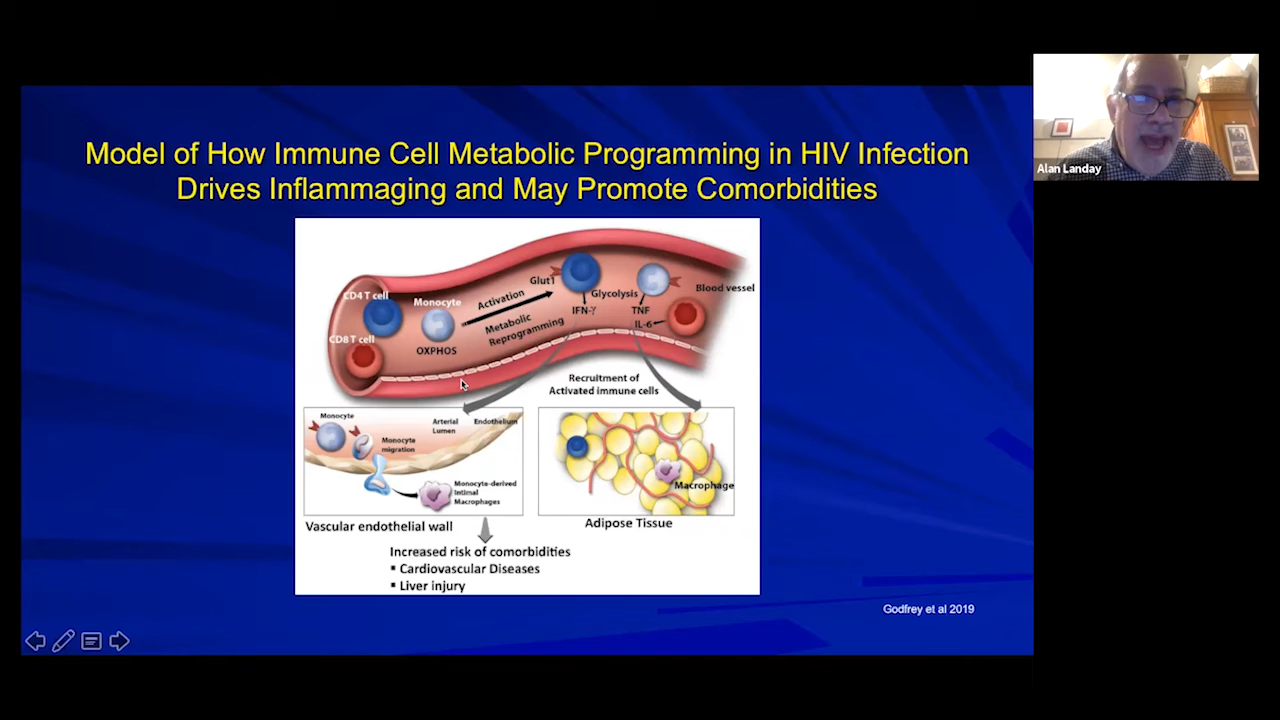 Model of How Immune Cell Metabolic Programming in HIV Infection
Drives Inflammaging and May Promote Comorbidities
Alan Landay
CD4 T cell
Monocyte
CD8 T cell
OXPHOS
Activation
Metabolic
Reprogramming
Glut1
Glycolysis
IFN-γ
TNF
IL-6
Blood vessel
Recruitment of
Activated immune cells
Monocyte
Monocyte
migration
Arterial
Lumen
Endothelium
Monocyte-derived
Intimal
Macrophages
Macrophage
Vascular endothelial wall
Adipose Tissue
Increased risk of comorbidities
▪ Cardiovascular Diseases
▪ Liver injury
Godfrey et al 2019